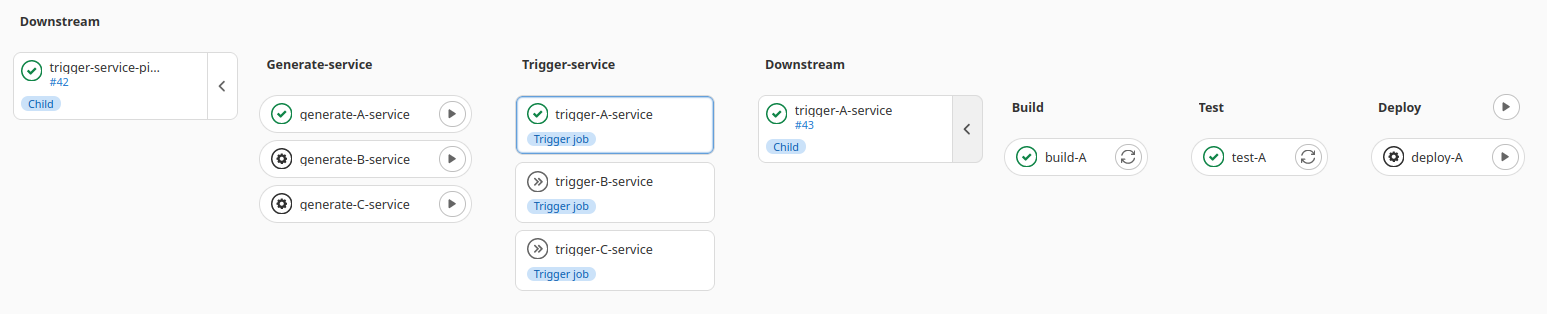 Downstream
trigger-service-pi...
#42
Child
Generate-service
generate-A-service
generate-B-service
generate-C-service
Trigger-service
trigger-A-service
Trigger job
trigger-B-service
Trigger job
trigger-C-service
Trigger job
Downstream
trigger-A-service
#43
Child
Build
build-A
Test
test-A
Deploy
deploy-A